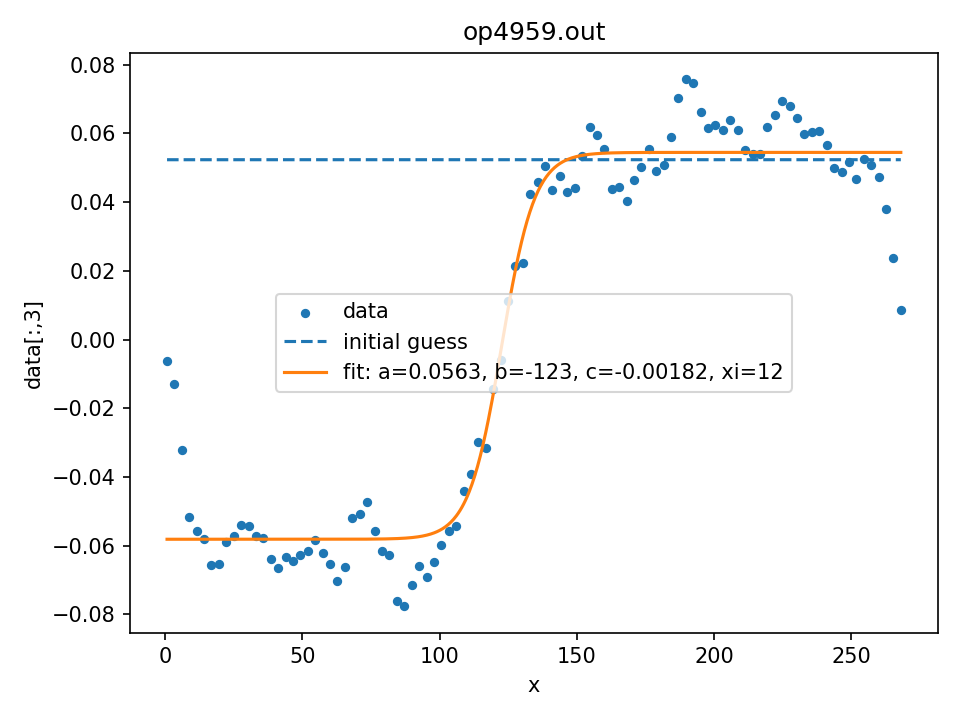 op4959.out
0.08
0.06
0.04
0.02
0.00
−0.02
−0.04
−0.06
−0.08
data[:,3]
data
initial guess
fit: a=0.0563, b=-123, c=-0.00182, xi=12
0 50 100 150 200 250
x